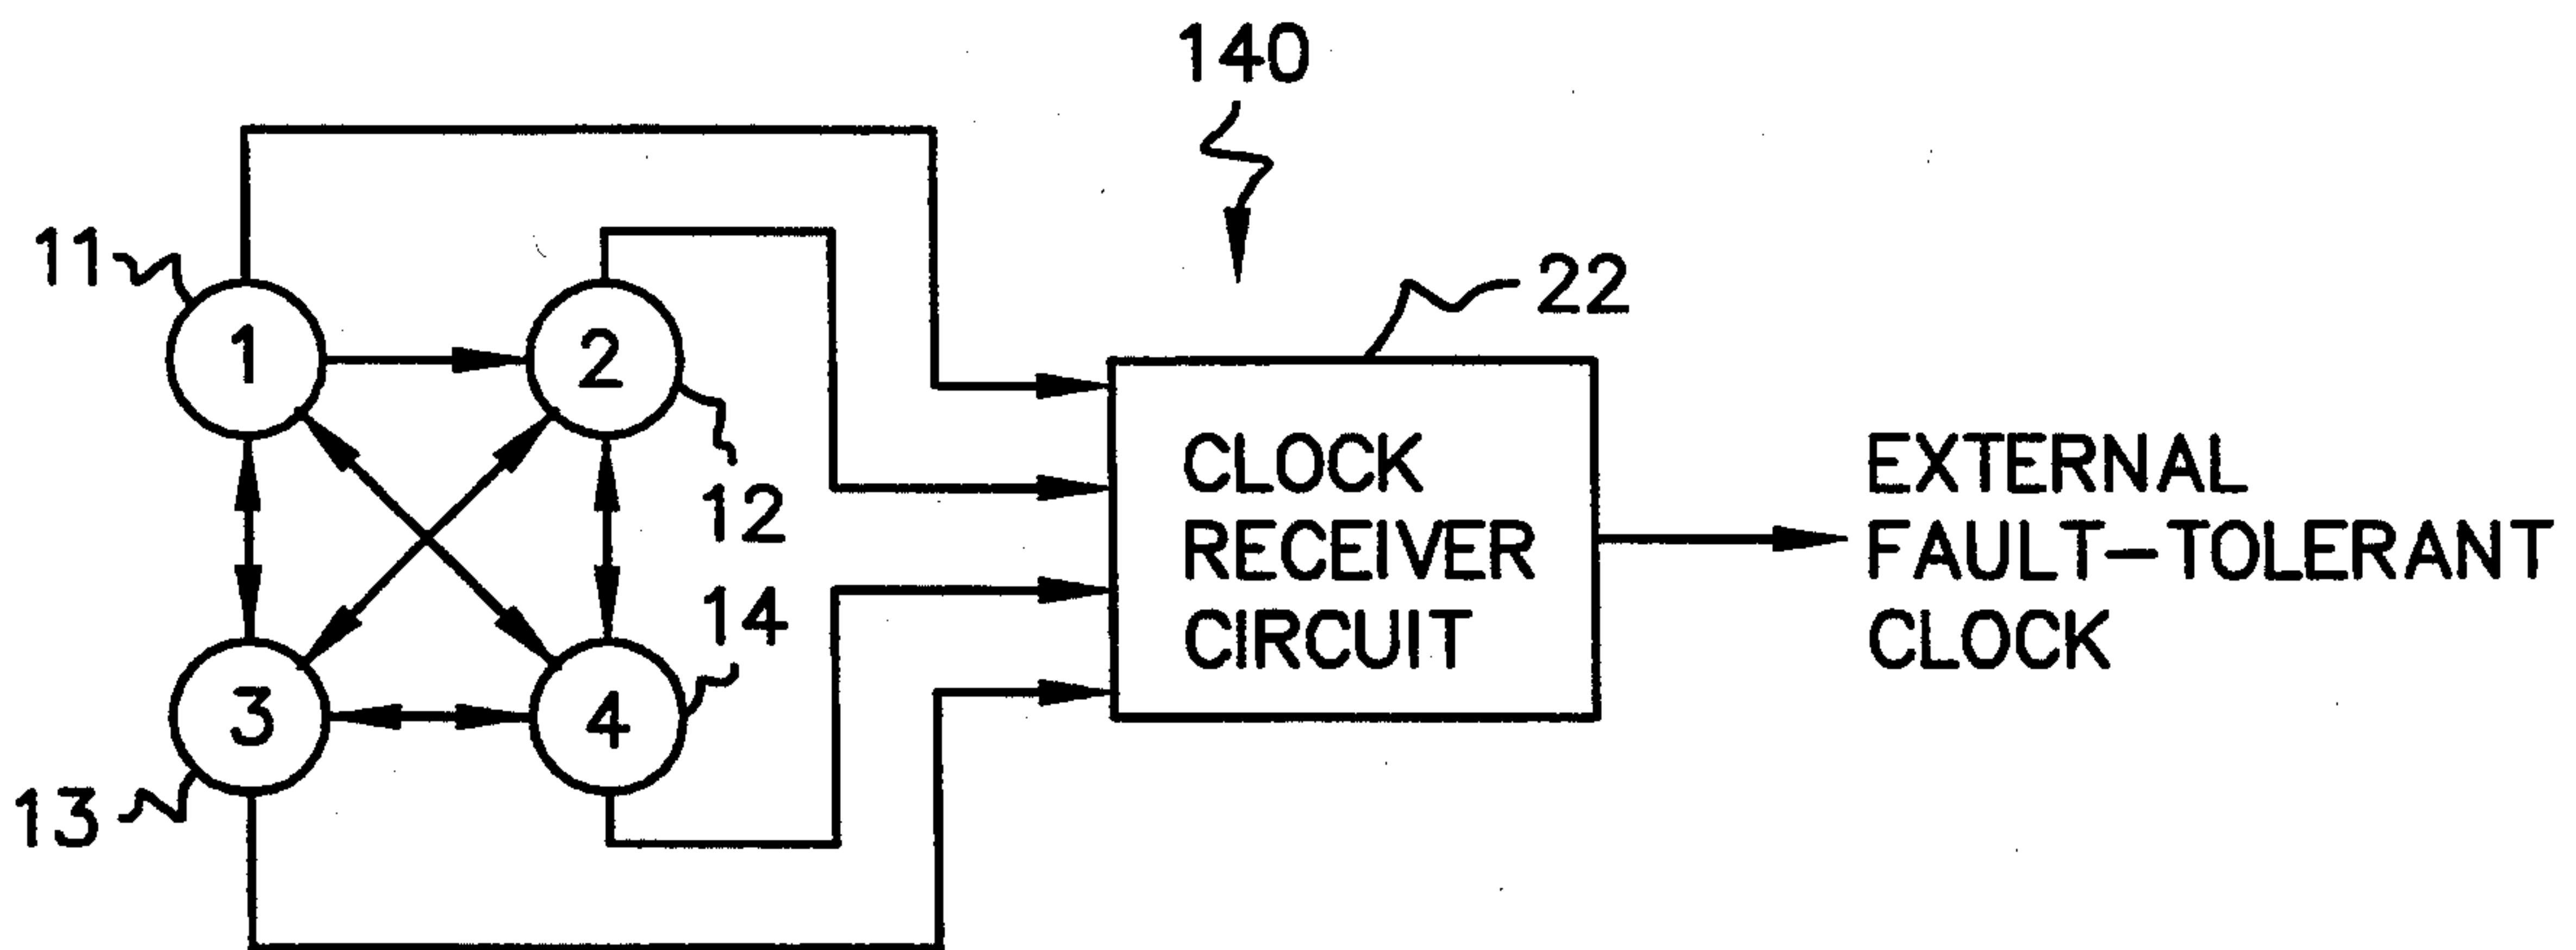 140
11
22
1
2
12
CLOCK
RECEIVER
CIRCUIT
EXTERNAL
FAULT-TOLERANT
CLOCK
14
3
4
13